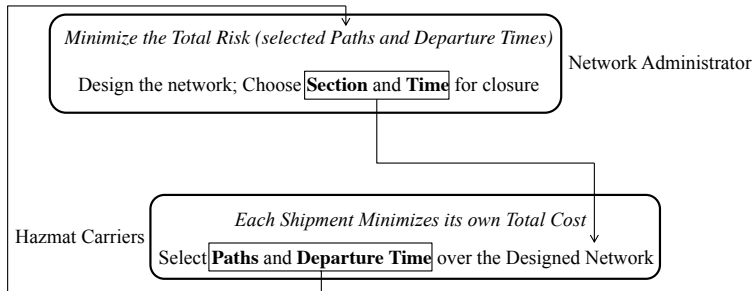 Minimize the Total Risk (selected Paths and Departure Times)
Network Administrator
Design the network; Choose Section and Time for closure
Each Shipment Minimizes its own Total Cost
Hazmat Carriers
Select Paths and Departure Time over the Designed Network